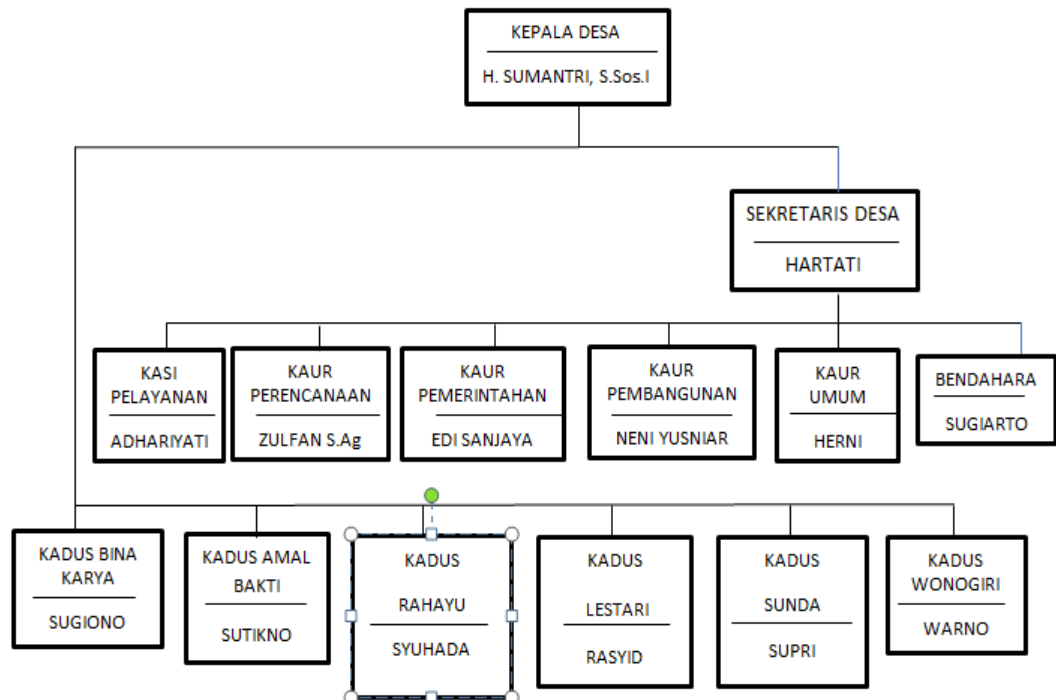 KEPALA DESA
H. SUMANTRI, S.Sos.I
SEKRETARIS DESA
HARTATI
KASI
PELAYANAN
ADHARIYATI
KAUR
PERENCANAAN
ZULFAN S.Ag
KAUR
PEMERINTAHAN
EDI SANJAYA
KAUR
PEMBANGUNAN
NENI YUSNIAR
KAUR
UMUM
HERNI
BENDAHARA
SUGIARTO
KADUS BINA
KARYA
SUGIONO
KADUS AMAL
BAKTI
SUTIKNO
KADUS
RAHAYU
SYUHADA
KADUS
LESTARI
RASYID
KADUS
SUNDA
SUPRI
KADUS
WONOGIRI
WARNO